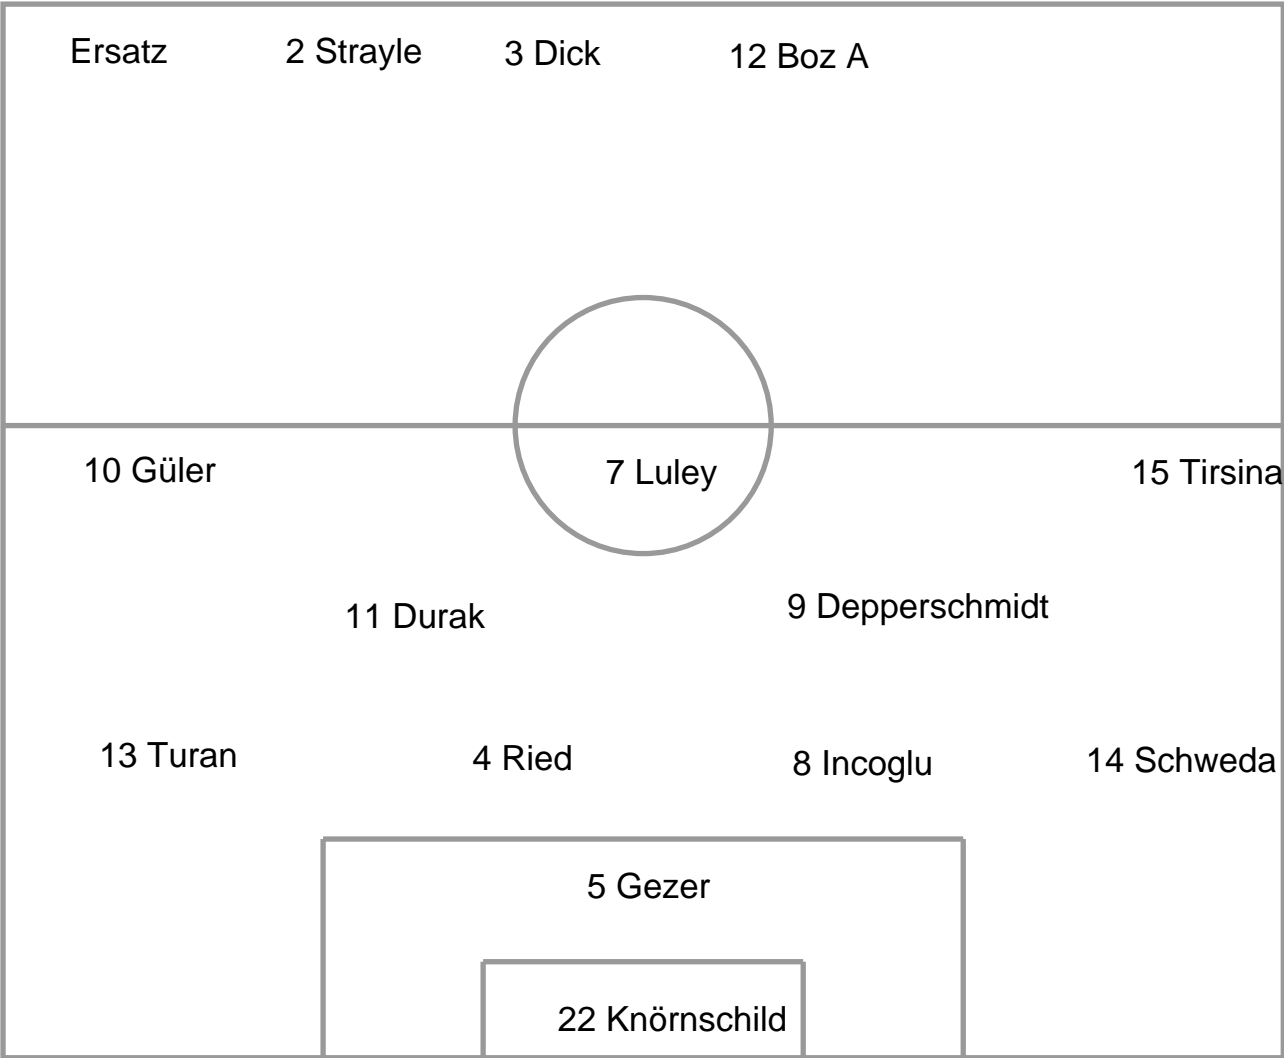 Ersatz 2 Strayle 3 Dick 12 Boz A
10 Güler 7 Luley 15 Tirsina
11 Durak 9 Depperschmidt
13 Turan 4 Ried 8 Incoglu 14 Schweda
5 Gezer
22 Knörnschild